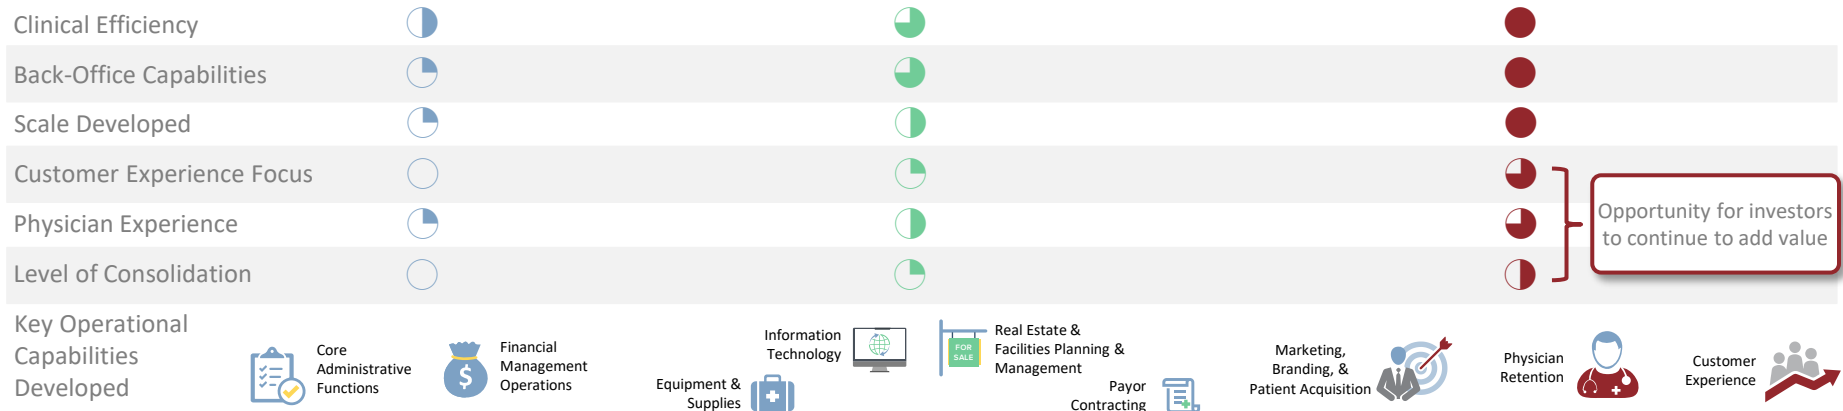 Clinical Efficiency
Back-Office Capabilities
Scale Developed
Customer Experience Focus
Physician Experience
Level of Consolidation
Opportunity for investors
to continue to add value
Key Operational
Capabilities
Developed
Core
Administrative
Functions
Financial
Management
Operations
Equipment &
Supplies
Information
Technology
FOR
SALE
Real Estate &
Facilities Planning &
Management
Payor
Contracting
Marketing,
Branding, &
Patient Acquisition
Physician
Retention
Customer
Experience